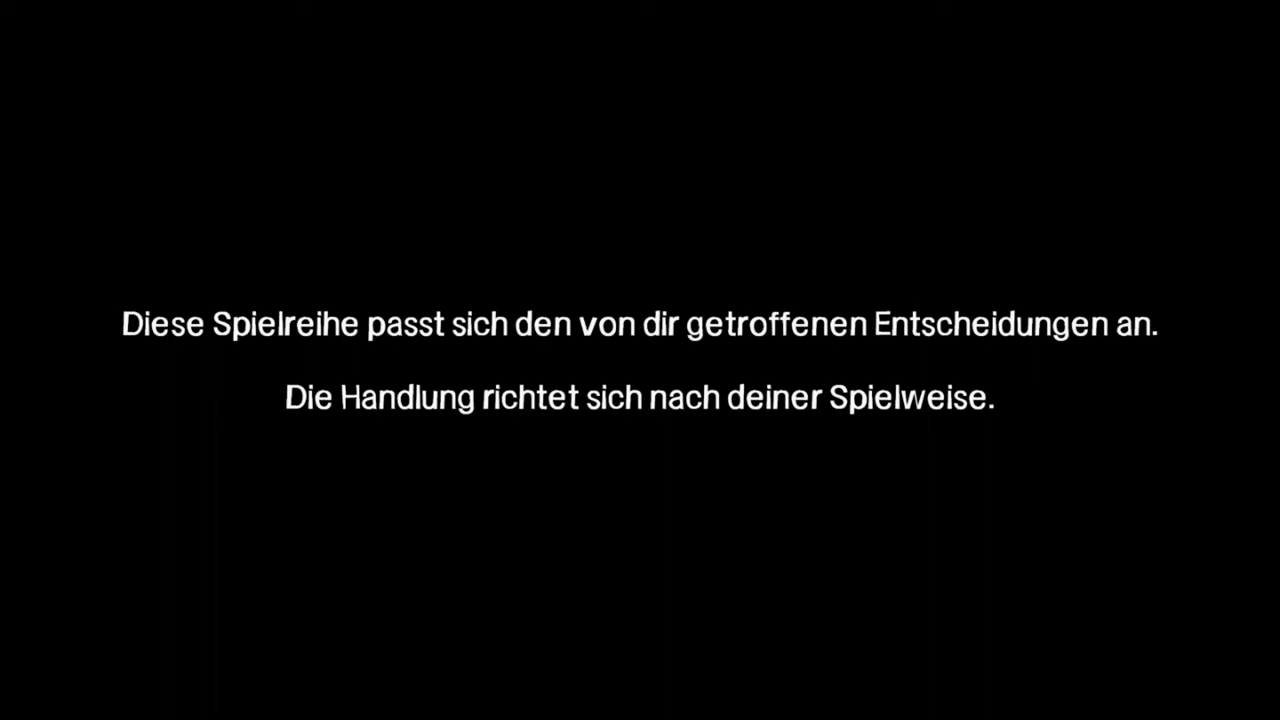 Diese Spielreihe passt sich den von dir getroffenen Entscheidungen an.
Die Handlung richtet sich nach deiner Spielweise.